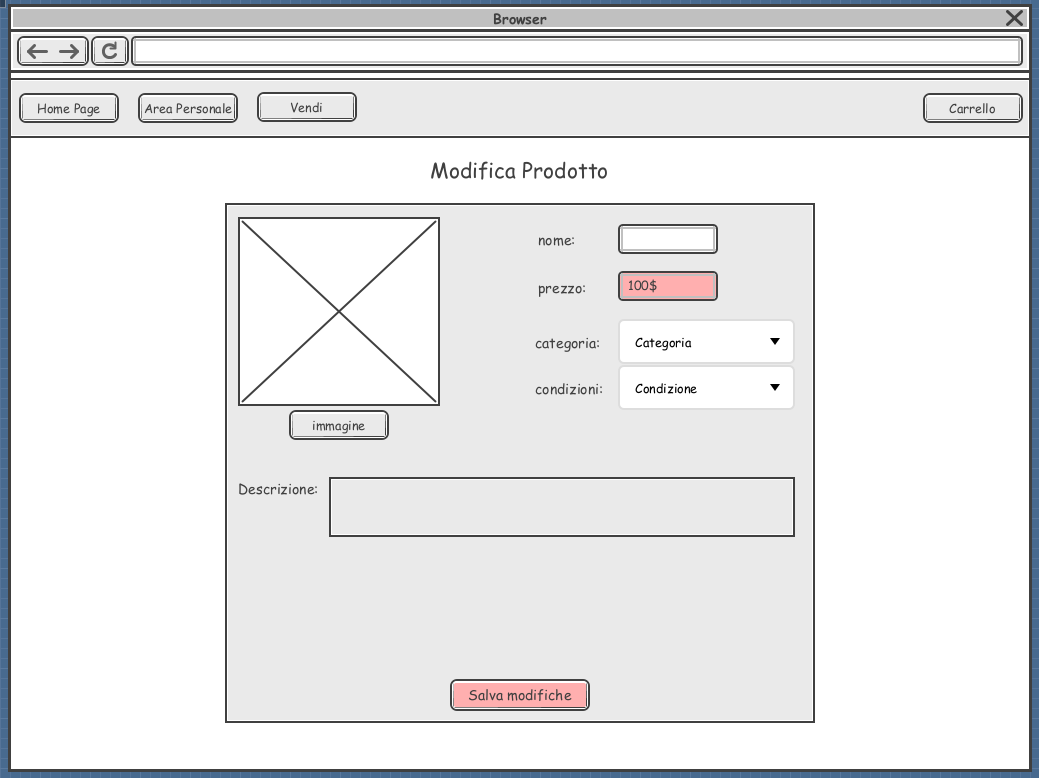 Browser
Home Page
Area Personale
Vendi
Carrello
Modifica Prodotto
nome:
prezzo:
100$
categoria:
Categoria
condizioni:
Condizione
immagine
Descrizione:
Salva modifiche